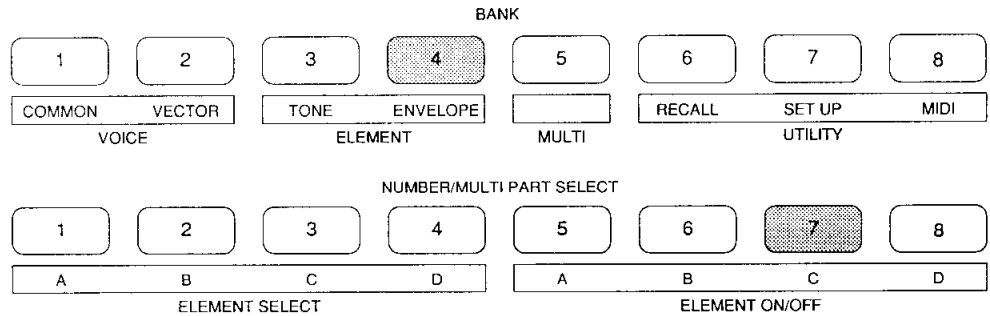 BANK
1 2 3 4 5 6 7 8
COMMON VECTOR TONE ENVELOPE RECALL SET UP MIDI
VOICE ELEMENT MULTI UTILITY
NUMBER/MULTI PART SELECT
1 2 3 4 5 6 7 8
A B C D A B C D
ELEMENT SELECT ELEMENT ON/OFF